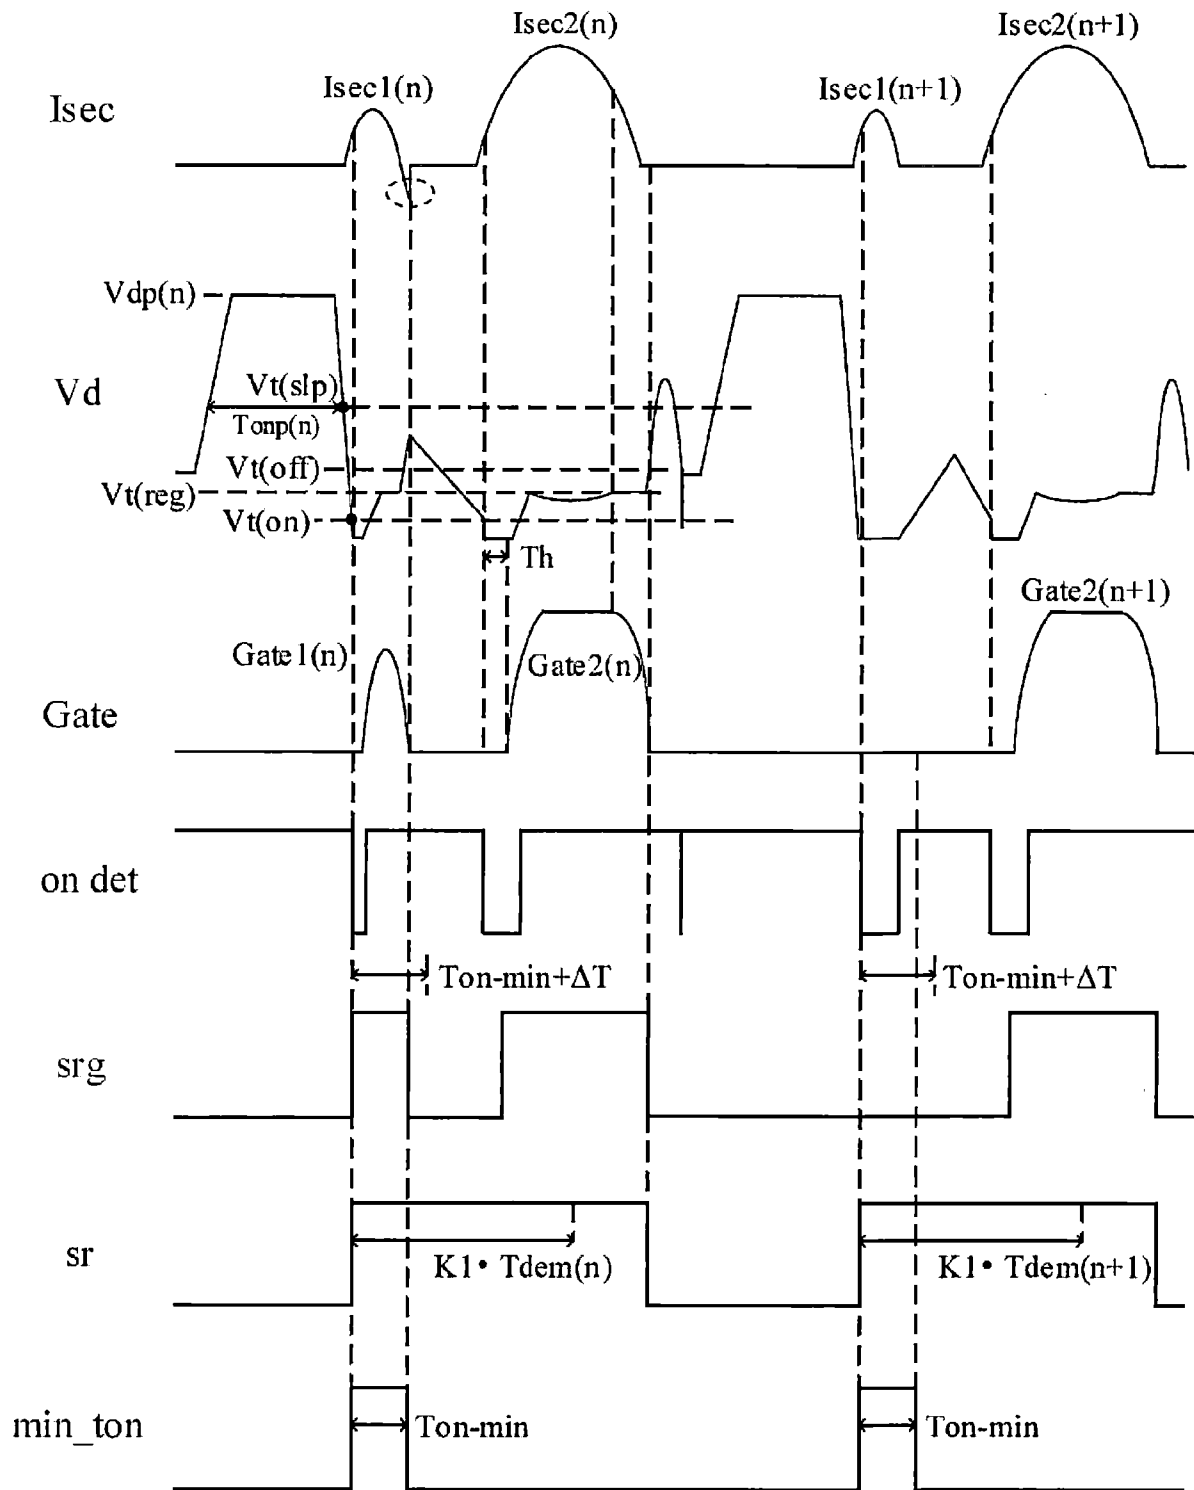 Isec2(n)
Isec2(n+1)
Isec1(n)
Isec1(n+1)
Isec
Vdp(n)
Vd
Vt(slp)
Tonp(n)
Vt(off)
Vt(reg)
Vt(on)
Th
Gate2(n+1)
Gate1(n)
Gate2(n)
Gate
on det
Ton-min+ΔT
Ton-min+ΔT
srg
sr
K1• Tdem(n)
K1• Tdem(n+1)
min_ton
Ton-min
Ton-min